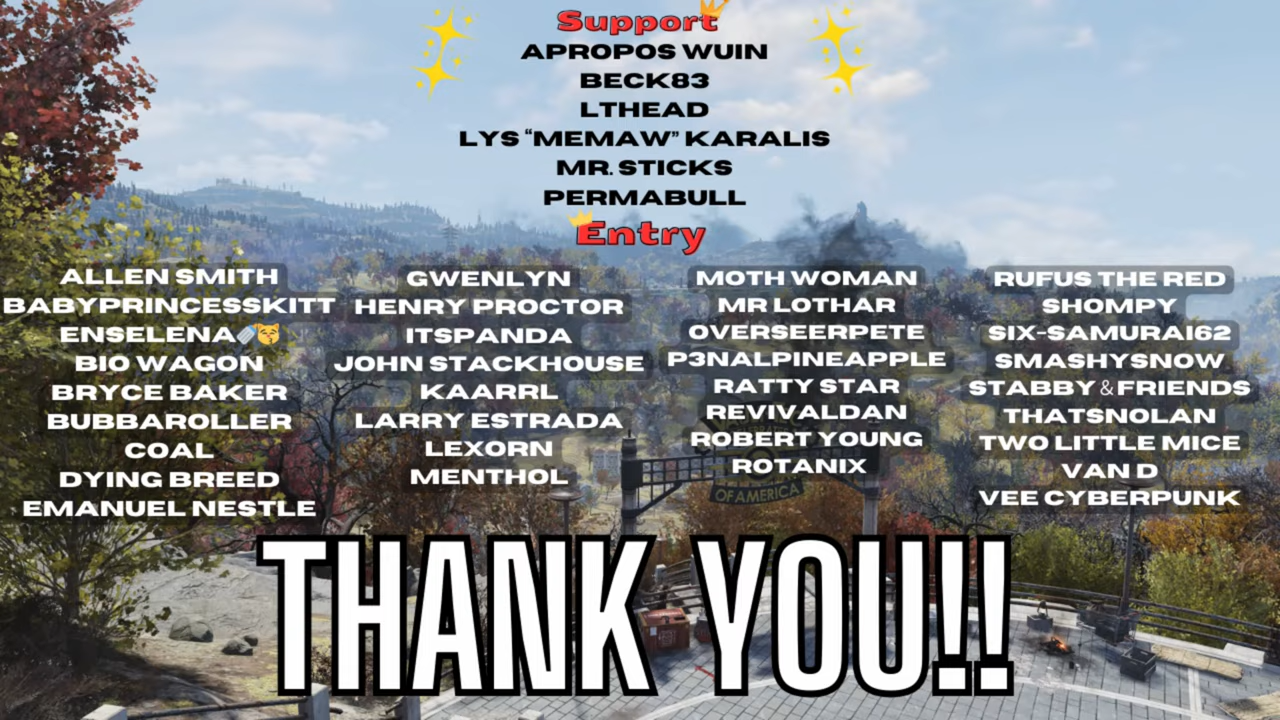 Support
APROPOS WUIN
BECK83
LTHEAD
LYS “MEMAW” KARALIS
MR. STICKS
PERMABULL
Entry
ALLEN SMITH
BABYPRINCESSKITT
ENSELENA🍼😽
BIO WAGON
BRYCE BAKER
BUBBAROLLER
COAL
DYING BREED
EMANUEL NESTLE
GWENLYN
HENRY PROCTOR
ITSPANDA
JOHN STACKHOUSE
KAARRL
LARRY ESTRADA
LEXORN
MENTHOL
MOTH WOMAN
MR LOTHAR
OVERSEERPETE
P3NALPINEAPPLE
RATTY STAR
REVIVALDAN
ROBERT YOUNG
ROTANIX
RUFUS THE RED
SHOMPY
SIX-SAMURAI62
SMASHYSNOW
STABBY & FRIENDS
THATSNOLAN
TWO LITTLE MICE
VAN D
VEE CYBERPUNK
OF AMERICA
THANK YOU!!